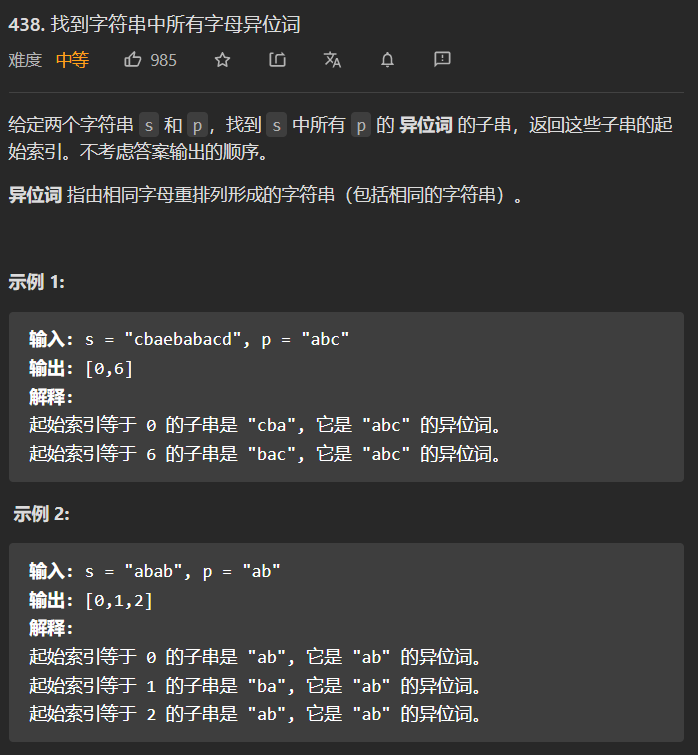 438. 找到字符串中所有字母异位词
难度 中等 985
给定两个字符串 s 和 p，找到 s 中所有 p 的 异位词 的子串，返回这些子串的起
始索引。不考虑答案输出的顺序。
异位词 指由相同字母重排列形成的字符串（包括相同的字符串）。
示例 1:
输入: s = "cbaebabacd", p = "abc"
输出: [0,6]
解释:
起始索引等于 0 的子串是 "cba", 它是 "abc" 的异位词。
起始索引等于 6 的子串是 "bac", 它是 "abc" 的异位词。
示例 2:
输入: s = "abab", p = "ab"
输出: [0,1,2]
解释:
起始索引等于 0 的子串是 "ab", 它是 "ab" 的异位词。
起始索引等于 1 的子串是 "ba", 它是 "ab" 的异位词。
起始索引等于 2 的子串是 "ab", 它是 "ab" 的异位词。